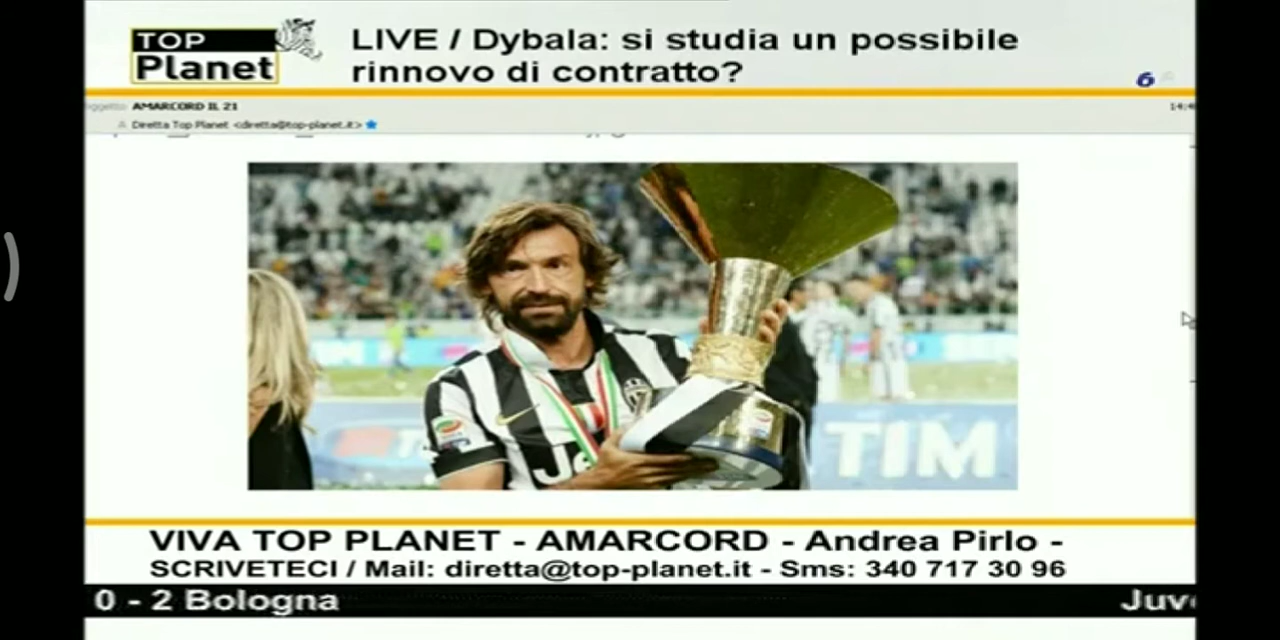 TOP
Planet
LIVE / Dybala: si studia un possibile
rinnovo di contratto?
6
AMARCORD IL 21
Diretta Top Planet <diretta@top-planet.it>
TIM
VIVA TOP PLANET - AMARCORD - Andrea Pirlo -
SCRIVETECI / Mail: diretta@top-planet.it - Sms: 340 717 30 96
0 - 2 Bologna
Juv